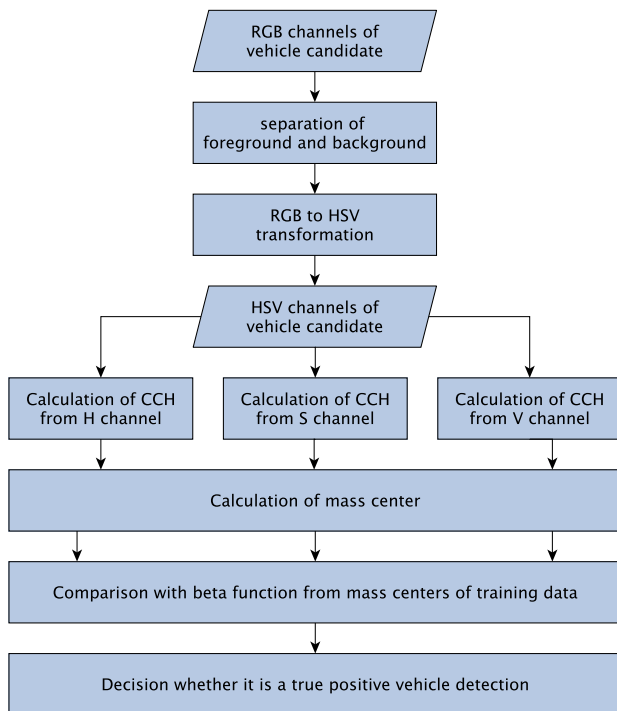 RGB channels of
vehicle candidate
separation of
foreground and background
RGB to HSV
transformation
HSV channels of
vehicle candidate
Calculation of CCH
from H channel
Calculation of CCH
from S channel
Calculation of CCH
from V channel
Calculation of mass center
Comparison with beta function from mass centers of training data
Decision whether it is a true positive vehicle detection